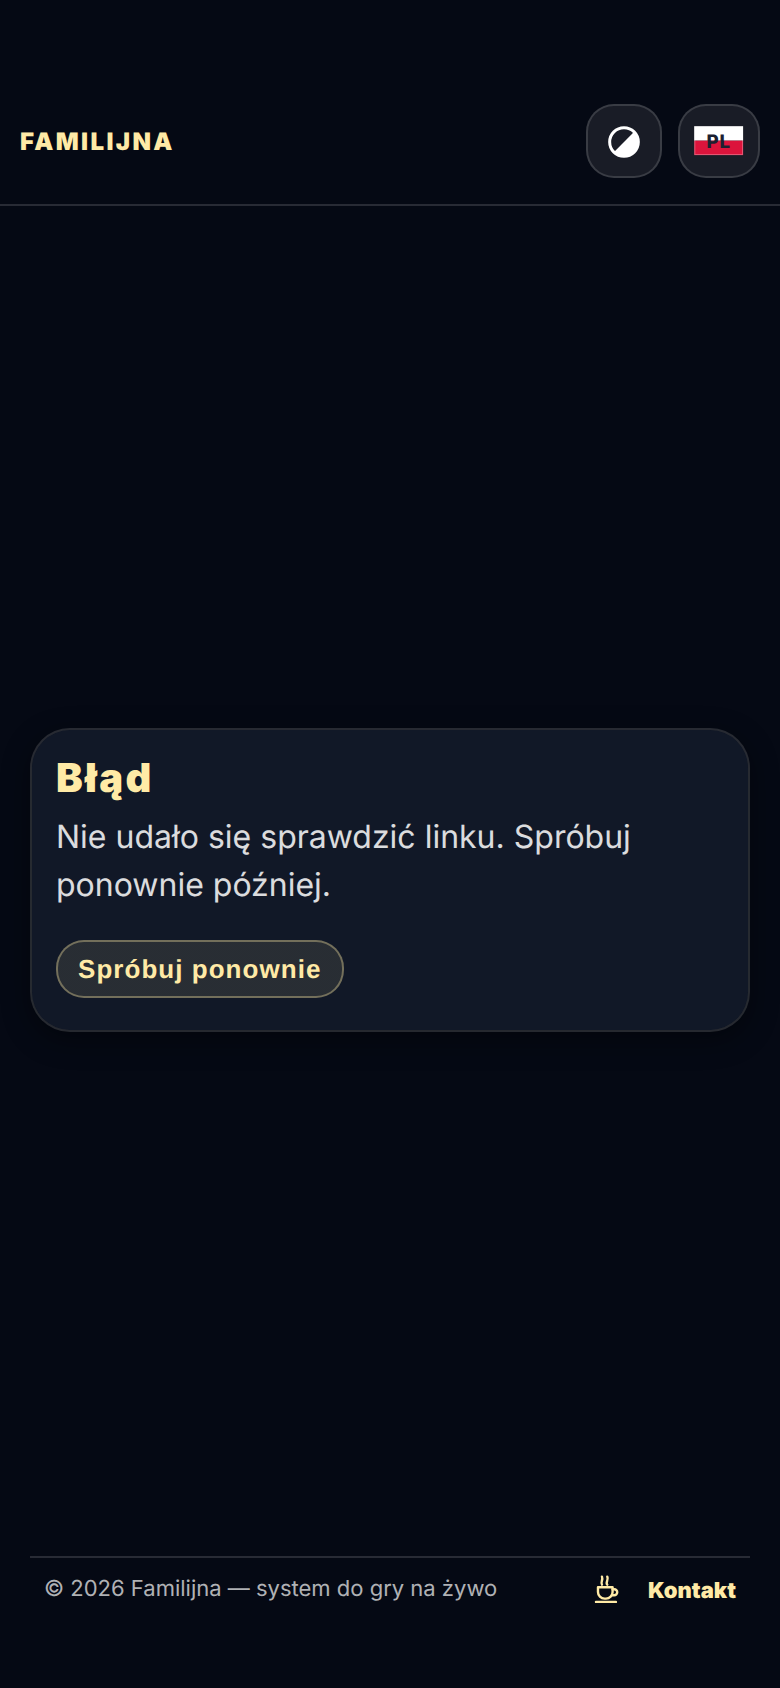 FAMILIJNA
PL
Błąd
Nie udało się sprawdzić linku. Spróbuj
ponownie później.
Spróbuj ponownie
© 2026 Familijna — system do gry na żywo
Kontakt